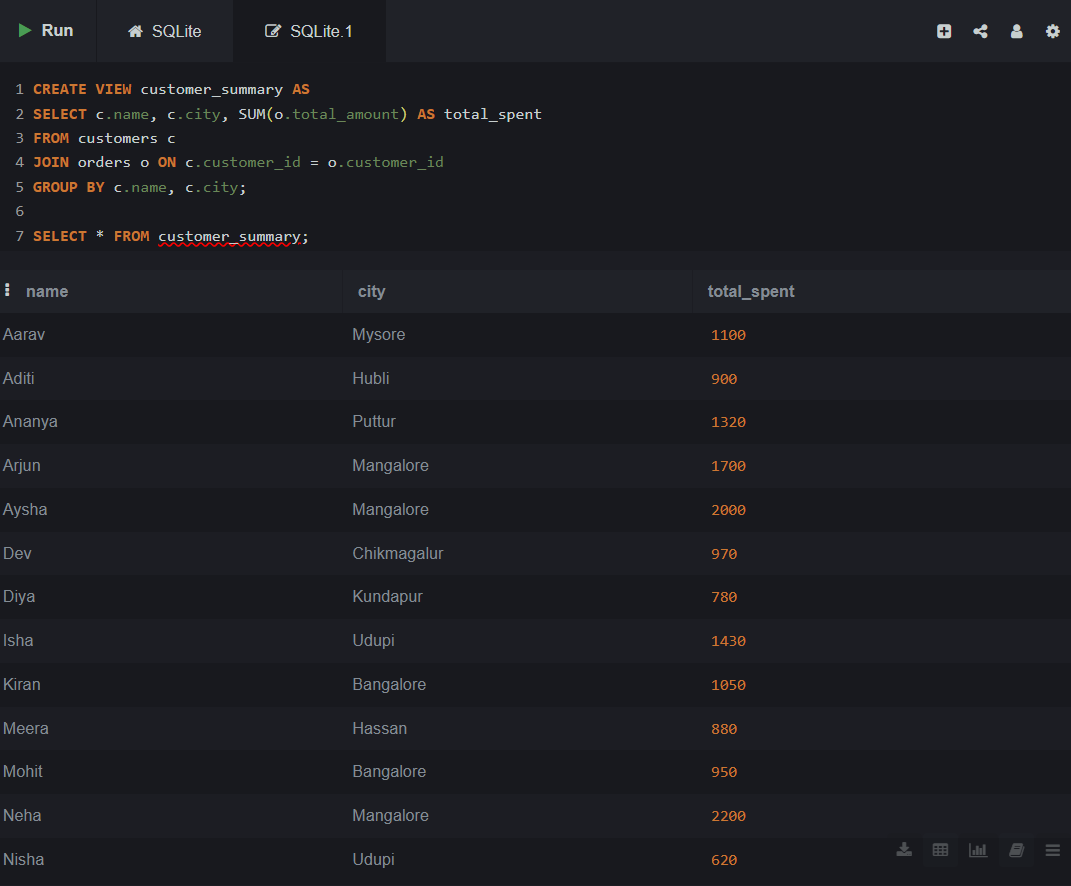 Run SQLite SQLite.1
1 CREATE VIEW customer_summary AS
2 SELECT c.name, c.city, SUM(o.total_amount) AS total_spent
3 FROM customers c
4 JOIN orders o ON c.customer_id = o.customer_id
5 GROUP BY c.name, c.city;
6
7 SELECT * FROM customer_summary;
name city total_spent
Aarav Mysore 1100
Aditi Hubli 900
Ananya Puttur 1320
Arjun Mangalore 1700
Aysha Mangalore 2000
Dev Chikmagalur 970
Diya Kundapur 780
Isha Udupi 1430
Kiran Bangalore 1050
Meera Hassan 880
Mohit Bangalore 950
Neha Mangalore 2200
Nisha Udupi 620